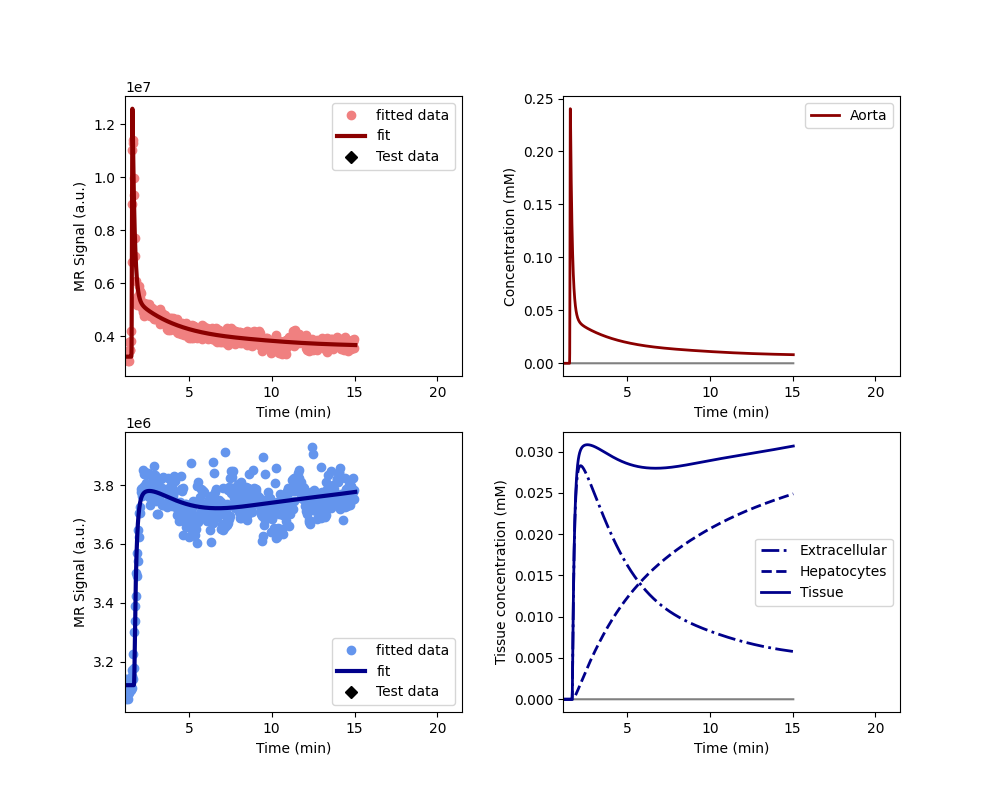 1e7
MR Signal (a.u.)
1.2
1.0
0.8
0.6
0.4
fitted data
fit
Test data
5
10
15
20
Time (min)
Concentration (mM)
0.25
0.20
0.15
0.10
0.05
0.00
Aorta
5
10
15
20
Time (min)
1e6
MR Signal (a.u.)
3.8
3.6
3.4
3.2
fitted data
fit
Test data
5
10
15
20
Time (min)
Tissue concentration (mM)
0.030
0.025
0.020
0.015
0.010
0.005
0.000
Extracellular
Hepatocytes
Tissue
5
10
15
20
Time (min)